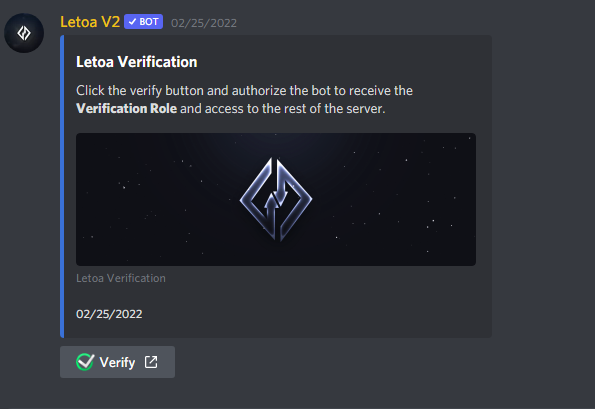 Letoa V2 BOT 02/25/2022
Letoa Verification
Click the verify button and authorize the bot to receive the
Verification Role and access to the rest of the server.
Letoa Verification
02/25/2022
Verify